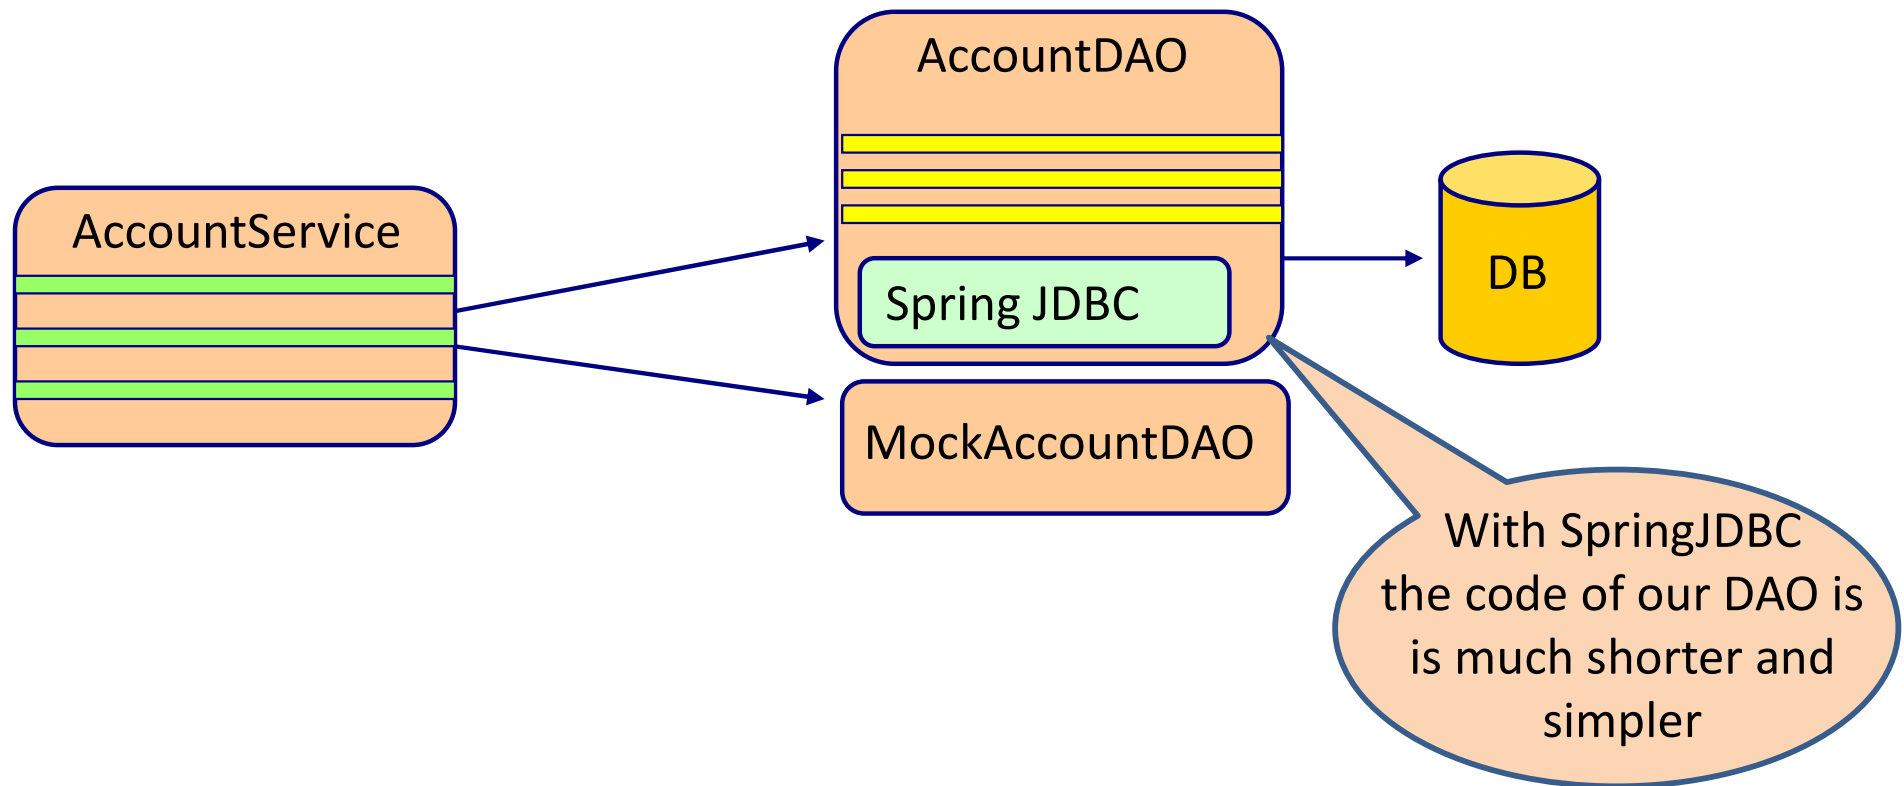 AccountDAO
AccountService
Spring JDBC
DB
MockAccountDAO
With SpringJDBC
the code of our DAO is
is much shorter and
simpler